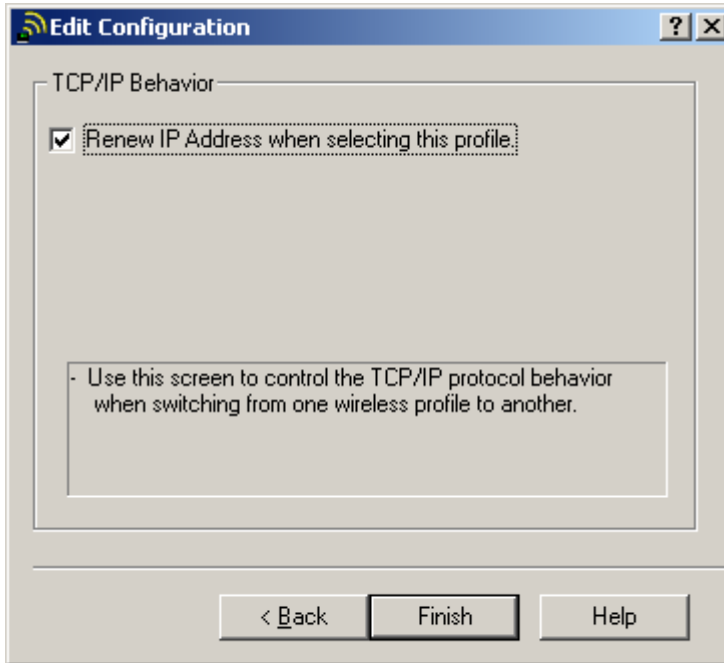 Edit Configuration
TCP/IP Behavior
Renew IP Address when selecting this profile.
- Use this screen to control the TCP/IP protocol behavior
when switching from one wireless profile to another.
< Back
Finish
Help